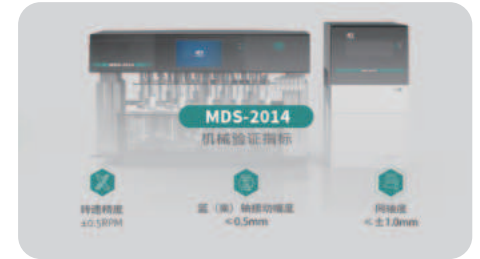 MDS-2014
机械验证指标
转速精度
±0.5RPM
篮（桨）轴摆动幅度
≤0.5mm
同轴度
≤±1.0mm